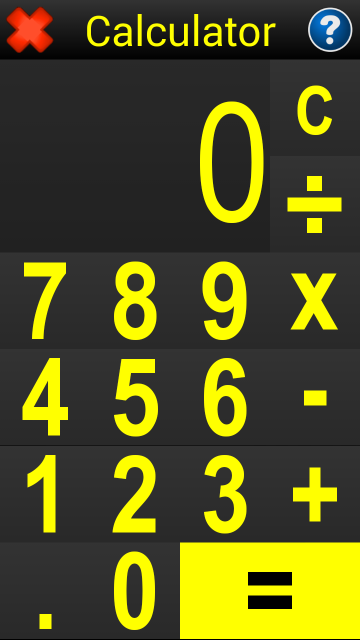 Calculator ?
0 C
÷
7 8 9 x
4 5 6 -
1 2 3 +
. 0 =